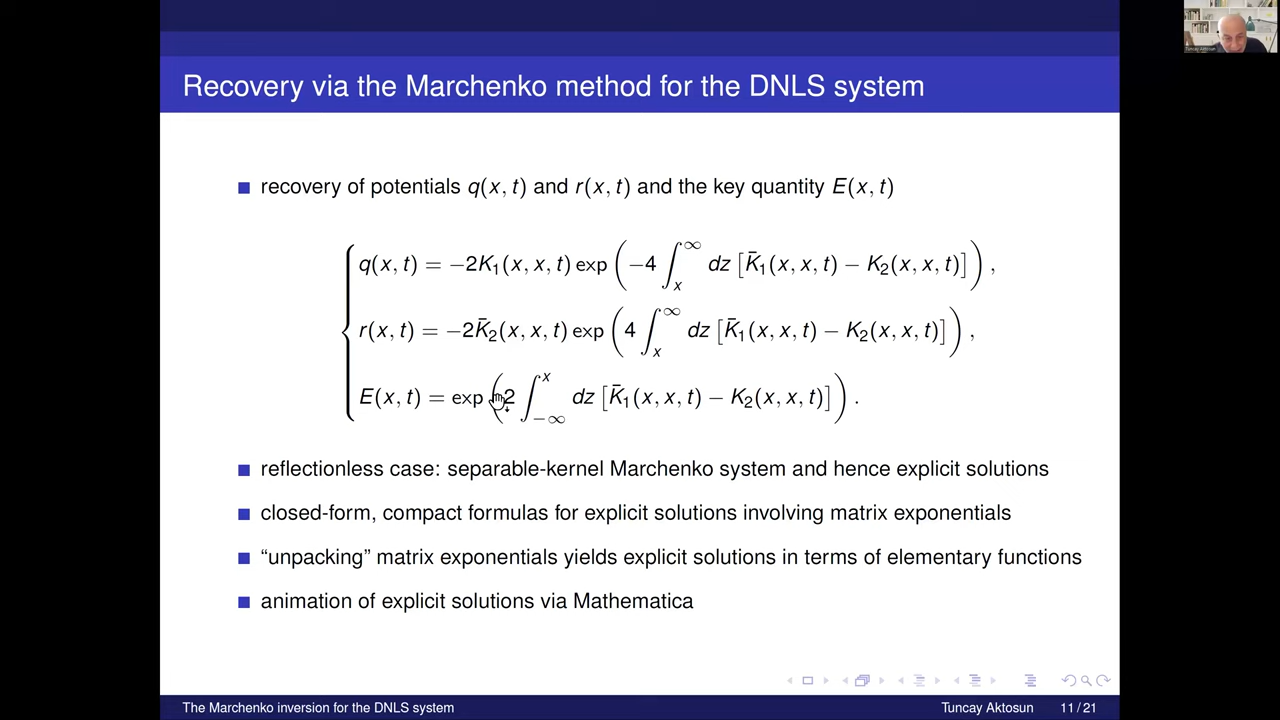 Tuncay Aktosun
Recovery via the Marchenko method for the DNLS system
recovery of potentials q(x, t) and r(x, t) and the key quantity E(x, t)
q(x, t) = −2K₁(x, x, t) exp(−4 ∫ₓ^∞ dz [K̄₁(x, x, t) − K₂(x, x, t)]),
r(x, t) = −2K̄₂(x, x, t) exp(4 ∫ₓ^∞ dz [K̄₁(x, x, t) − K₂(x, x, t)]),
E(x, t) = exp(2 ∫₋∞^x dz [K̄₁(x, x, t) − K₂(x, x, t)]).
reflectionless case: separable-kernel Marchenko system and hence explicit solutions
closed-form, compact formulas for explicit solutions involving matrix exponentials
“unpacking” matrix exponentials yields explicit solutions in terms of elementary functions
animation of explicit solutions via Mathematica
The Marchenko inversion for the DNLS system
Tuncay Aktosun
11 / 21